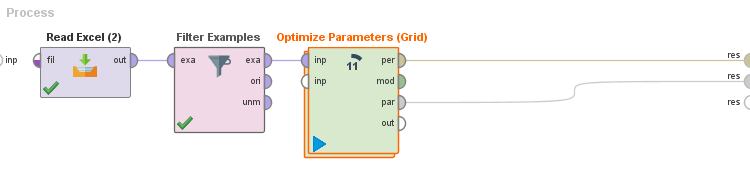 Process
Read Excel (2)
Filter Examples
Optimize Parameters (Grid)
inp
fil
out
exa
exa
ori
unm
inp
inp
11
per
mod
par
out
res
res
res